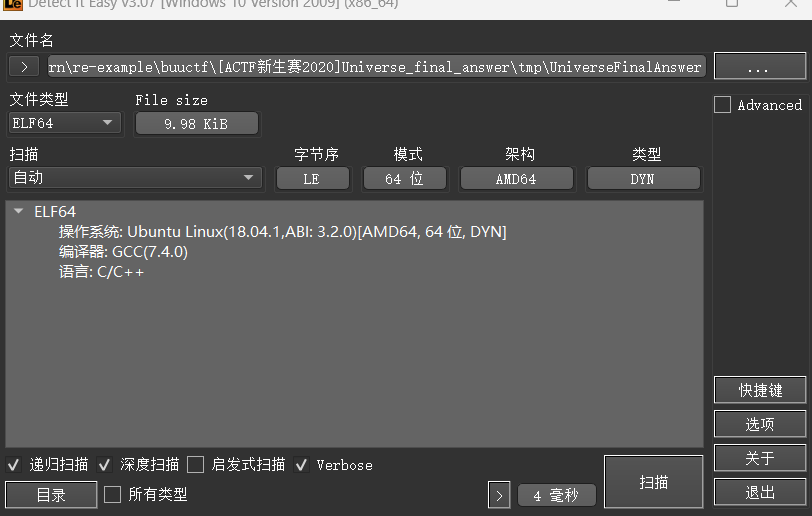 Detect It Easy v3.07 [Windows 10 Version 2009] (x86_64)
文件名
> rn\re-example\buuctf\[ACTF新生赛2020]Universe_final_answer\tmp\UniverseFinalAnswer ...
文件类型 File size
ELF64 9.98 KiB Advanced
扫描 字节序 模式 架构 类型
自动 LE 64 位 AMD64 DYN
ELF64
操作系统: Ubuntu Linux(18.04.1,ABI: 3.2.0)[AMD64, 64 位, DYN]
编译器: GCC(7.4.0)
语言: C/C++
快捷键
选项
关于
退出
递归扫描 深度扫描 启发式扫描 Verbose
目录 所有类型 > 4 毫秒 扫描